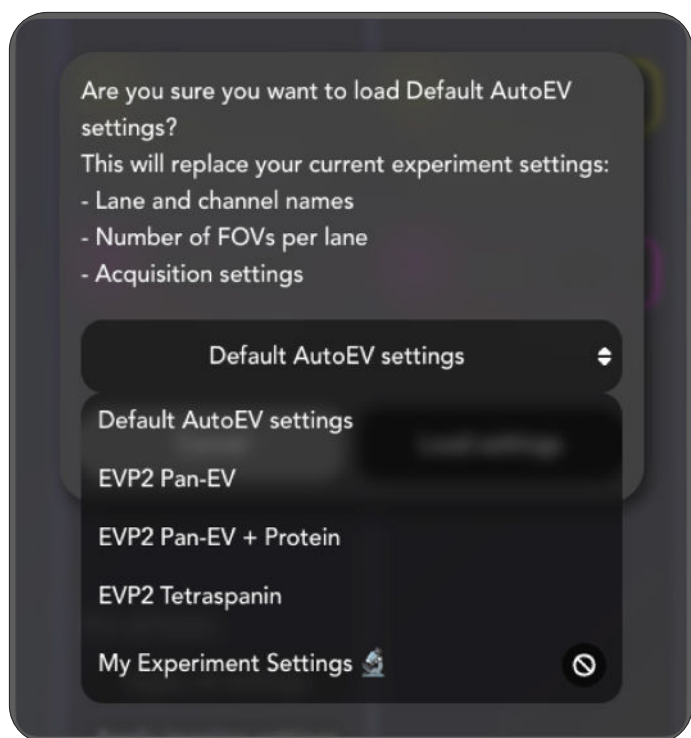 Are you sure you want to load Default AutoEV
settings?
This will replace your current experiment settings:
- Lane and channel names
- Number of FOVs per lane
- Acquisition settings
Default AutoEV settings
Default AutoEV settings
EVP2 Pan-EV
EVP2 Pan-EV + Protein
EVP2 Tetraspanin
My Experiment Settings 🔬